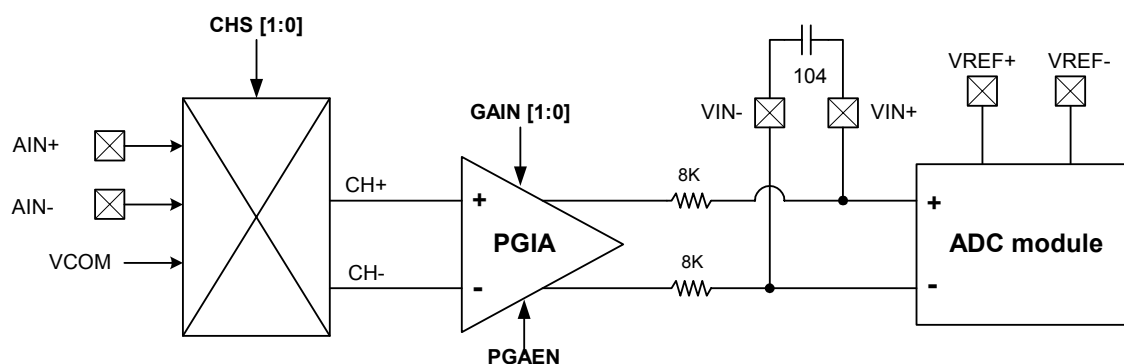 CHS [1:0]
104
VREF+
VREF-
GAIN [1:0]
VIN-
VIN+
AIN+
AIN-
VCOM
CH+
CH-
8K
8K
+
-
PGIA
+
-
ADC module
PGAEN